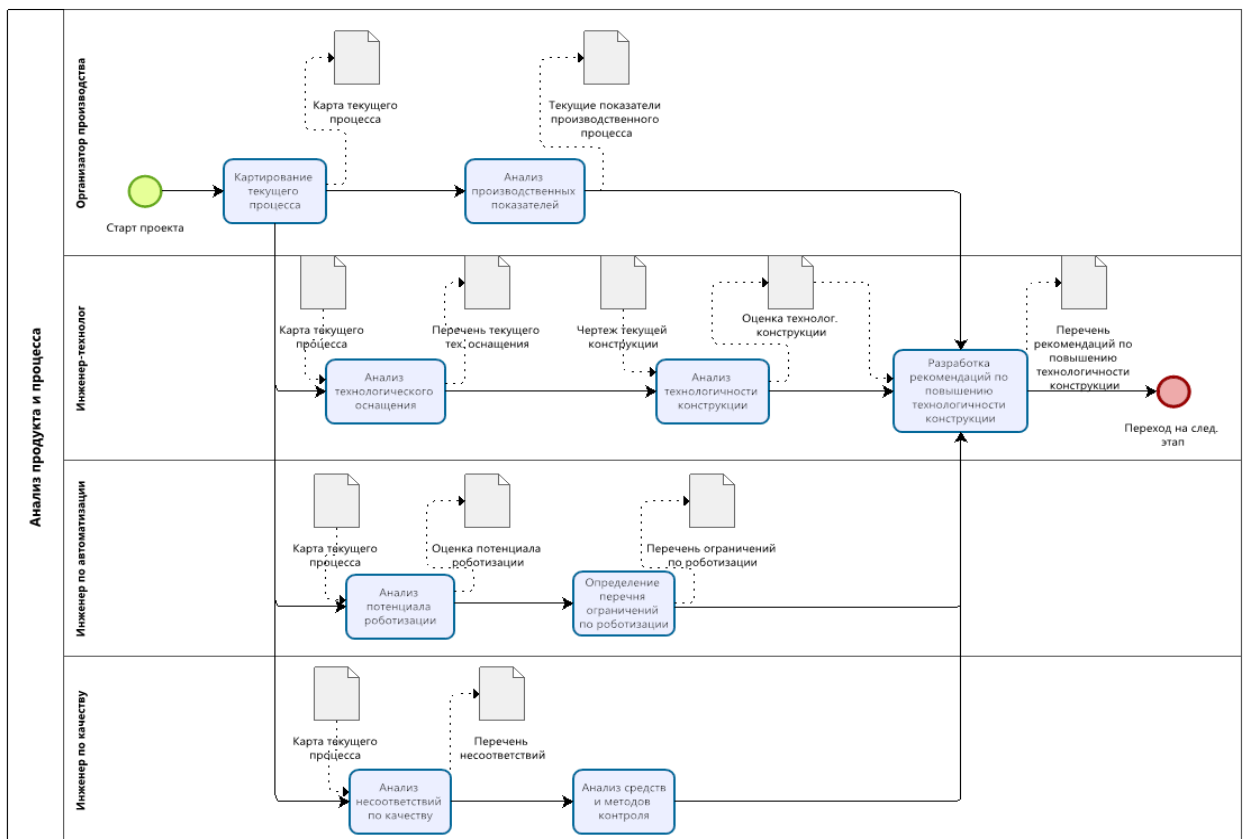 Анализ продукта и процесса
Организатор производства
Карта текущего
процесса
Текущие показатели
производственного
процесса
Старт проекта
Картирование
текущего
процесса
Анализ
производственных
показателей
Инженер-технолог
Карта текущего
процесса
Перечень текущего
тех. оснащения
Чертеж текущей
конструкции
Оценка технолог.
конструкции
Перечень
рекомендаций по
повышению
технологичности
конструкции
Анализ
технологического
оснащения
Анализ
технологичности
конструкции
Разработка
рекомендаций по
повышению
технологичности
конструкции
Переход на след.
этап
Инженер по автоматизации
Карта текущего
процесса
Оценка потенциала
роботизации
Перечень ограничений
по роботизации
Анализ
потенциала
роботизации
Определение
перечня
ограничений
по роботизации
Инженер по качеству
Карта текущего
процесса
Перечень
несоответствий
Анализ
несоответствий
по качеству
Анализ средств
и методов
контроля